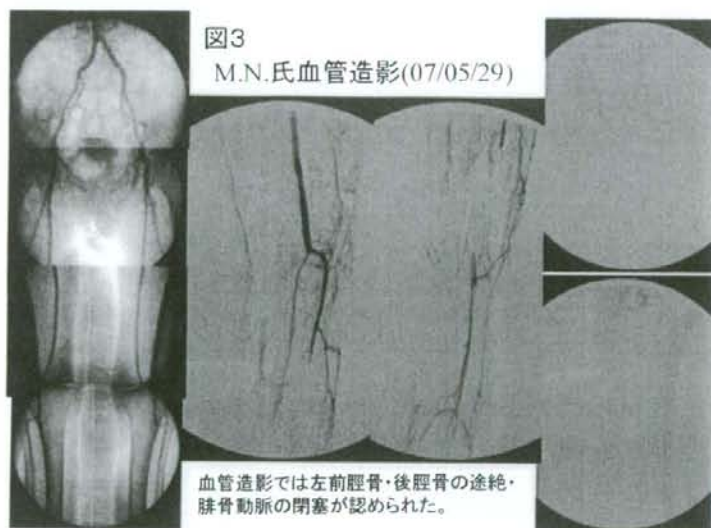 図3
M.N.氏血管造影(07/05/29)
血管造影では左前脛骨・後脛骨の途絶・
腓骨動脈の閉塞が認められた。